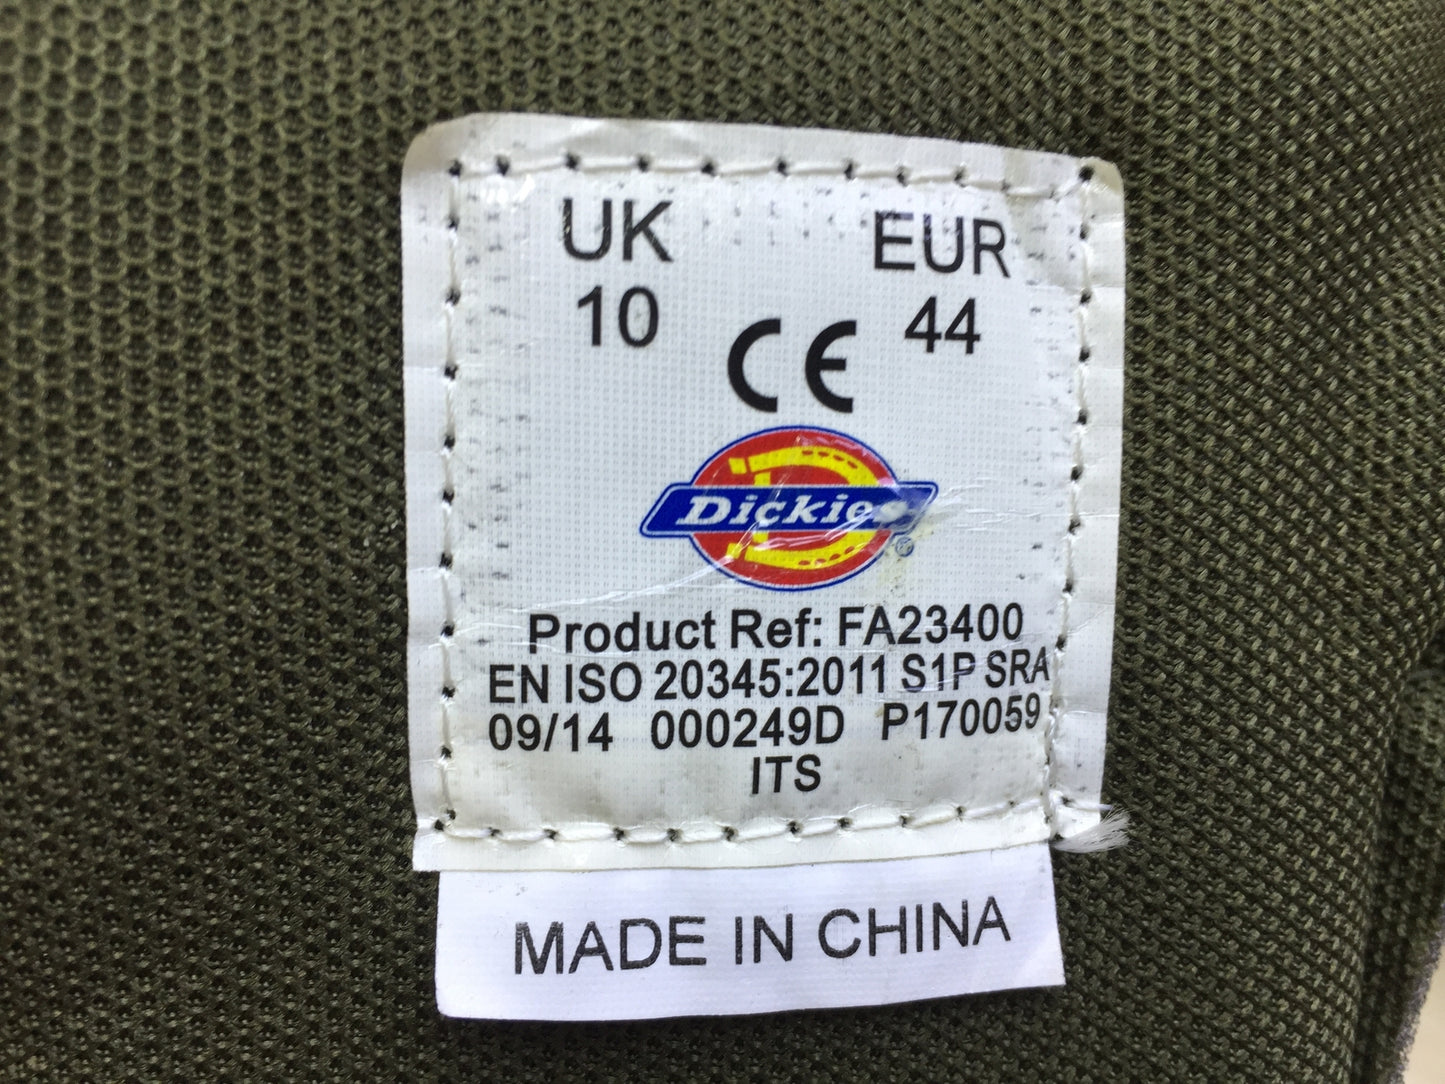 UK EUR
10 44
CE
Dickies®
Product Ref: FA23400
EN ISO 20345:2011 S1P SRA
09/14 000249D P170059
ITS
MADE IN CHINA